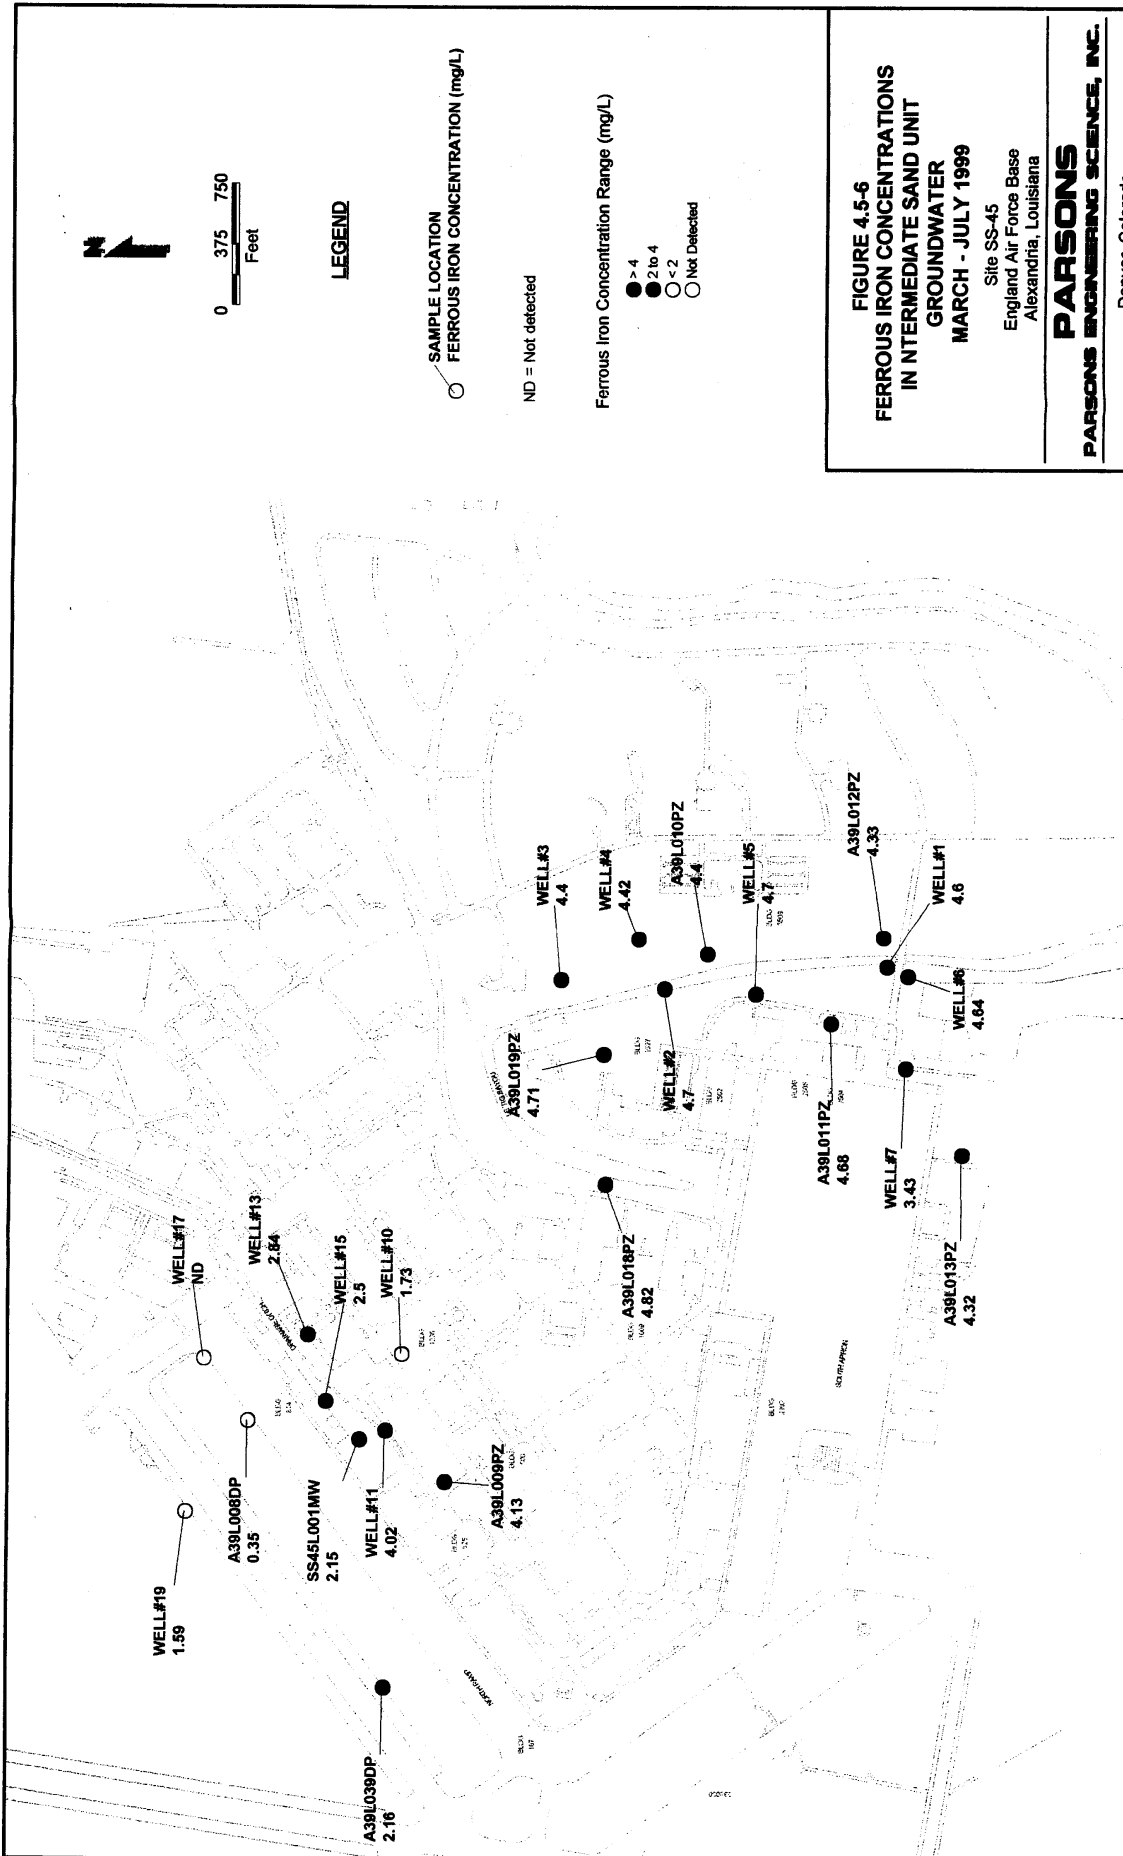 N
0 375 750
Feet
LEGEND
SAMPLE LOCATION
FERROUS IRON CONCENTRATION (mg/L)
ND = Not detected
Ferrous Iron Concentration Range (mg/L)
> 4
2 to 4
< 2
Not Detected
WELL#19
1.59
WELL#17
ND
A39L008DP
0.35
WELL#13
2.84
WELL#15
2.5
SS45L001MW
2.15
WELL#10
1.73
WELL#11
4.02
A39L039DP
2.16
A39L009PZ
4.13
WELL#3
4.4
WELL#4
4.42
A39L019PZ
4.71
A39L018PZ
4.82
A39L010PZ
4.4
WELL#2
4.7
WELL#5
4.7
A39L011PZ
4.68
A39L012PZ
4.33
WELL#1
4.6
WELL#6
4.64
WELL#7
3.43
A39L013PZ
4.32
DRAINAGE DITCH
NORTH RAMP
SOUTH APRON
FIGURE 4.5-6
FERROUS IRON CONCENTRATIONS
IN NTERMEDIATE SAND UNIT
GROUNDWATER
MARCH - JULY 1999
Site SS-45
England Air Force Base
Alexandria, Louisiana
PARSONS
PARSONS ENGINEERING SCIENCE, INC.